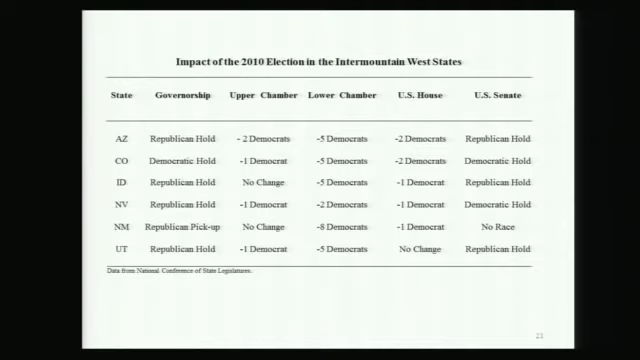 Impact of the 2010 Election in the Intermountain West States
State Governorship Upper Chamber Lower Chamber U.S. House U.S. Senate
AZ Republican Hold - 2 Democrats -5 Democrats -2 Democrats Republican Hold
CO Democratic Hold -1 Democrat -5 Democrats -2 Democrats Democratic Hold
ID Republican Hold No Change -5 Democrats -1 Democrat Republican Hold
NV Republican Hold -1 Democrat -2 Democrats -1 Democrat Democratic Hold
NM Republican Pick-up No Change -8 Democrats -1 Democrat No Race
UT Republican Hold -1 Democrat -5 Democrats No Change Republican Hold
Data from National Conference of State Legislatures.